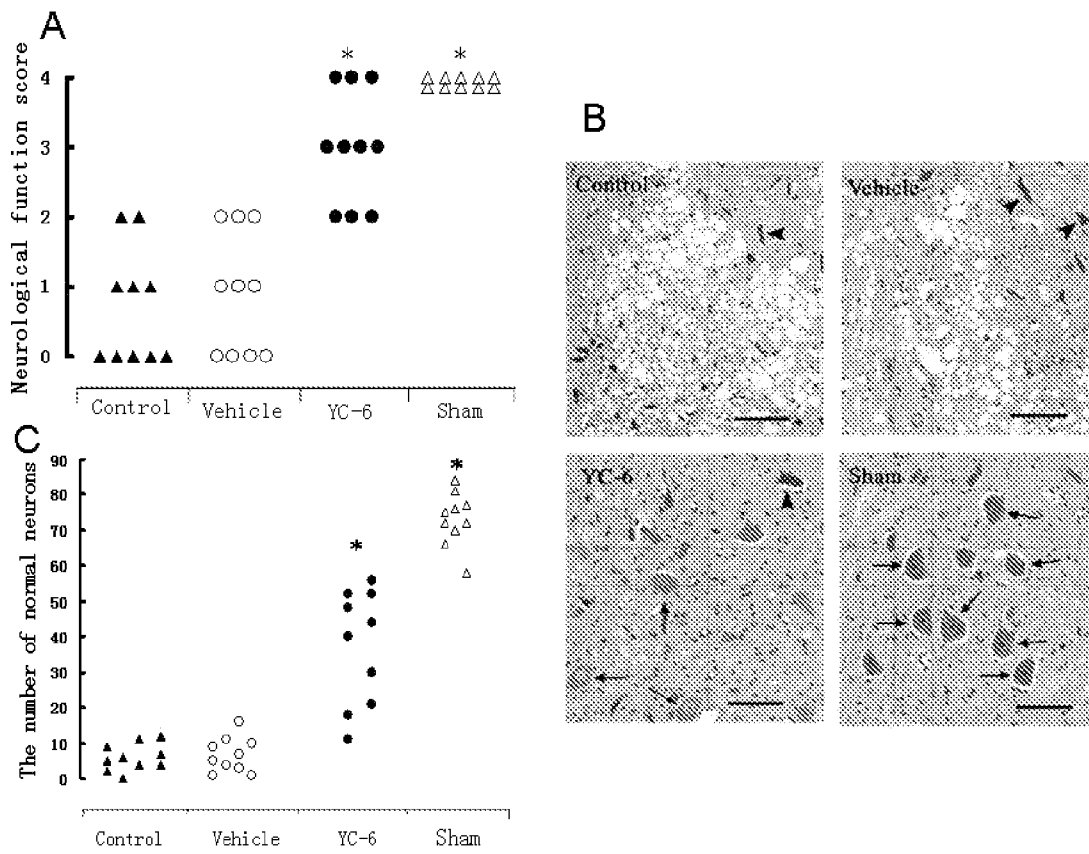 A
Neurological function score
4
3
2
1
0
*
*
Control
Vehicle
YC-6
Sham
B
Control
Vehicle
YC-6
Sham
C
The number of normal neurons
90
80
70
60
50
40
30
20
10
0
*
*
Control
Vehicle
YC-6
Sham